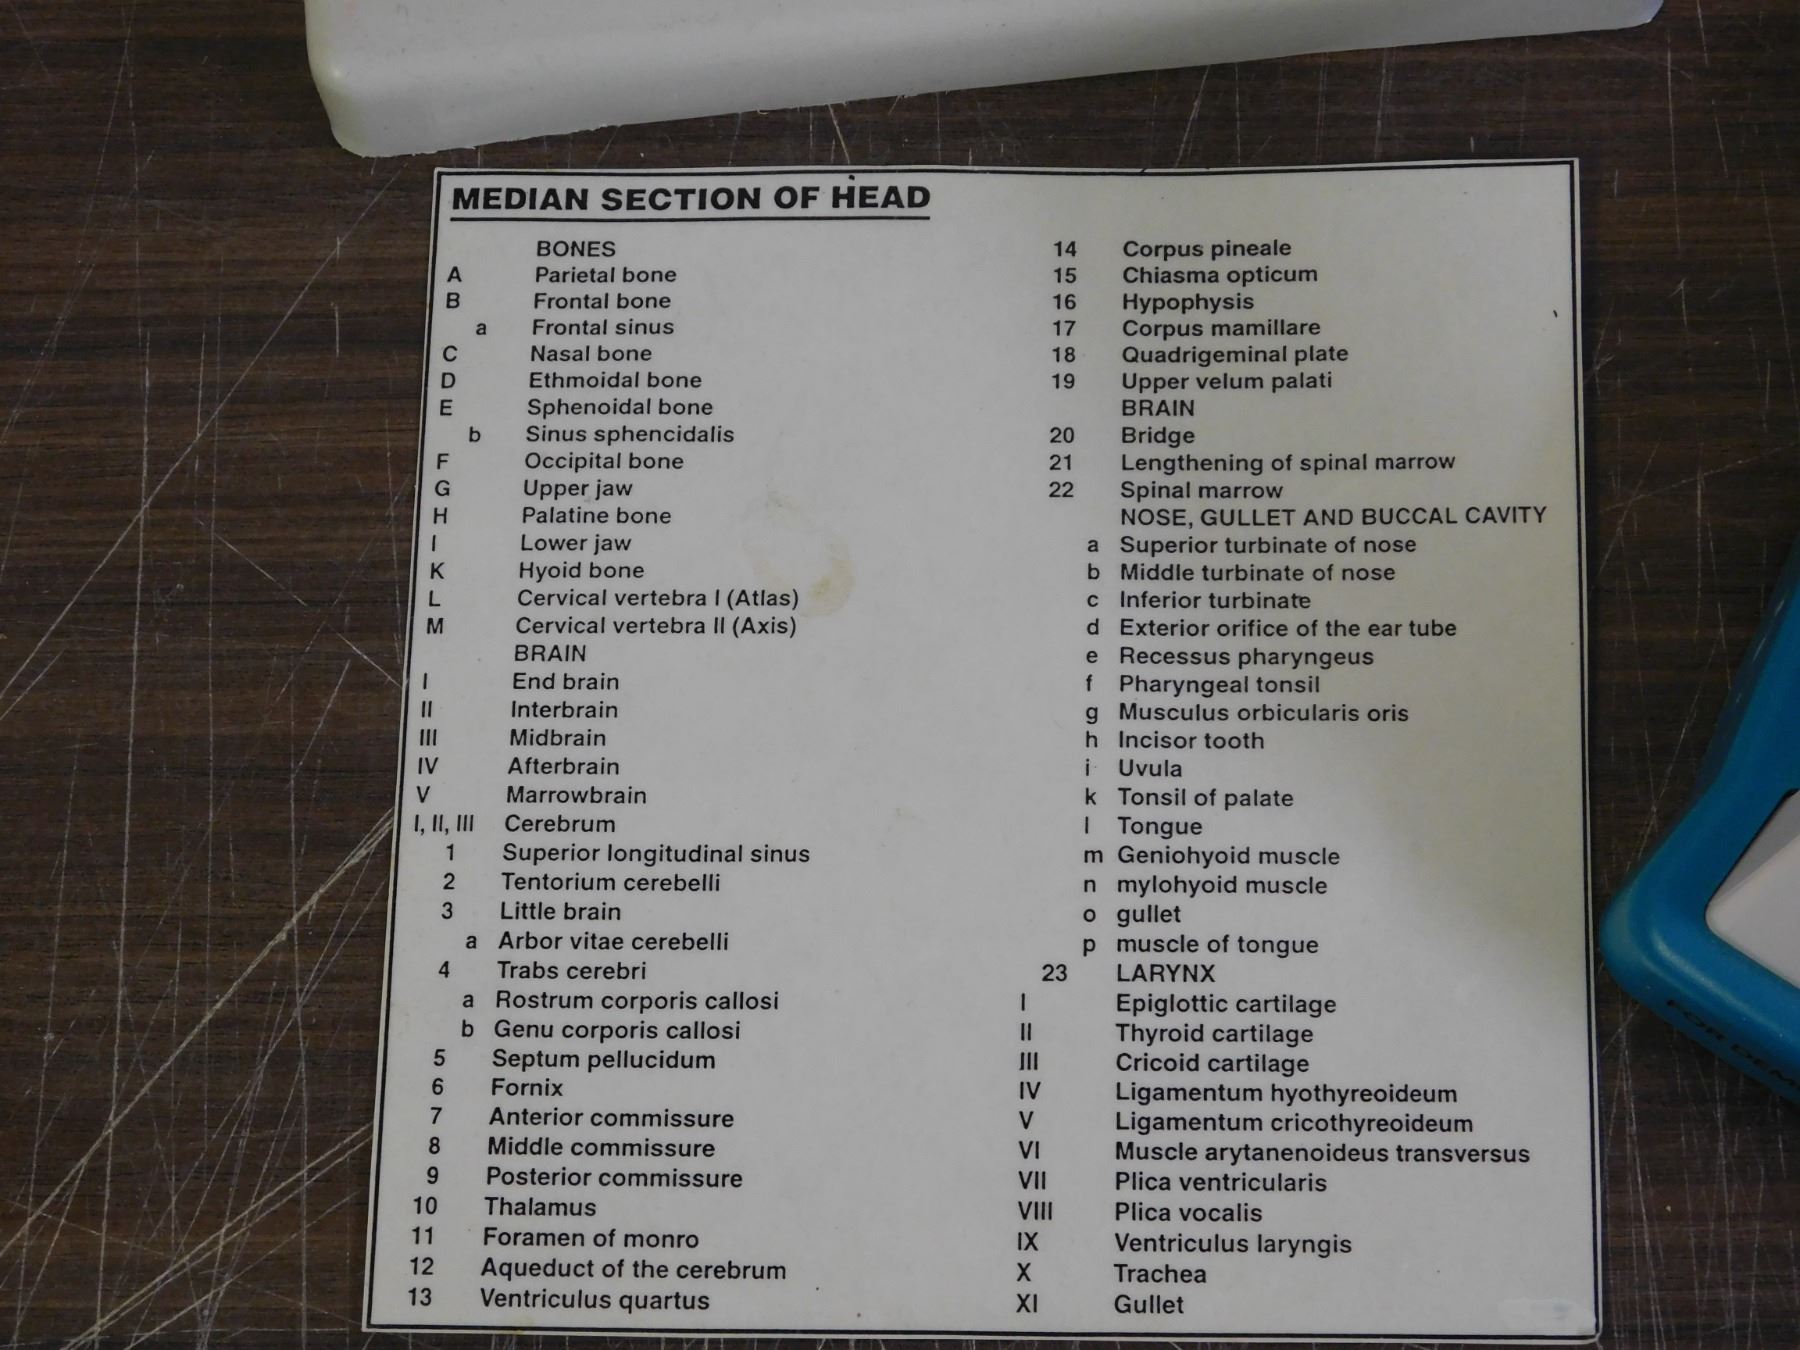 MEDIAN SECTION OF HEAD
BONES
A Parietal bone
B Frontal bone
a Frontal sinus
C Nasal bone
D Ethmoidal bone
E Sphenoidal bone
b Sinus sphencidalis
F Occipital bone
G Upper jaw
H Palatine bone
I Lower jaw
K Hyoid bone
L Cervical vertebra I (Atlas)
M Cervical vertebra II (Axis)
BRAIN
I End brain
II Interbrain
III Midbrain
IV Afterbrain
V Marrowbrain
I, II, III Cerebrum
1 Superior longitudinal sinus
2 Tentorium cerebelli
3 Little brain
a Arbor vitae cerebelli
4 Trabs cerebri
a Rostrum corporis callosi
b Genu corporis callosi
5 Septum pellucidum
6 Fornix
7 Anterior commissure
8 Middle commissure
9 Posterior commissure
10 Thalamus
11 Foramen of monro
12 Aqueduct of the cerebrum
13 Ventriculus quartus
14 Corpus pineale
15 Chiasma opticum
16 Hypophysis
17 Corpus mamillare
18 Quadrigeminal plate
19 Upper velum palati
BRAIN
20 Bridge
21 Lengthening of spinal marrow
22 Spinal marrow
NOSE, GULLET AND BUCCAL CAVITY
a Superior turbinate of nose
b Middle turbinate of nose
c Inferior turbinate
d Exterior orifice of the ear tube
e Recessus pharyngeus
f Pharyngeal tonsil
g Musculus orbicularis oris
h Incisor tooth
i Uvula
k Tonsil of palate
l Tongue
m Geniohyoid muscle
n mylohyoid muscle
o gullet
p muscle of tongue
23 LARYNX
I Epiglottic cartilage
II Thyroid cartilage
III Cricoid cartilage
IV Ligamentum hyothyreoideum
V Ligamentum cricothyreoideum
VI Muscle arytanenoideus transversus
VII Plica ventricularis
VIII Plica vocalis
IX Ventriculus laryngis
X Trachea
XI Gullet
FOR